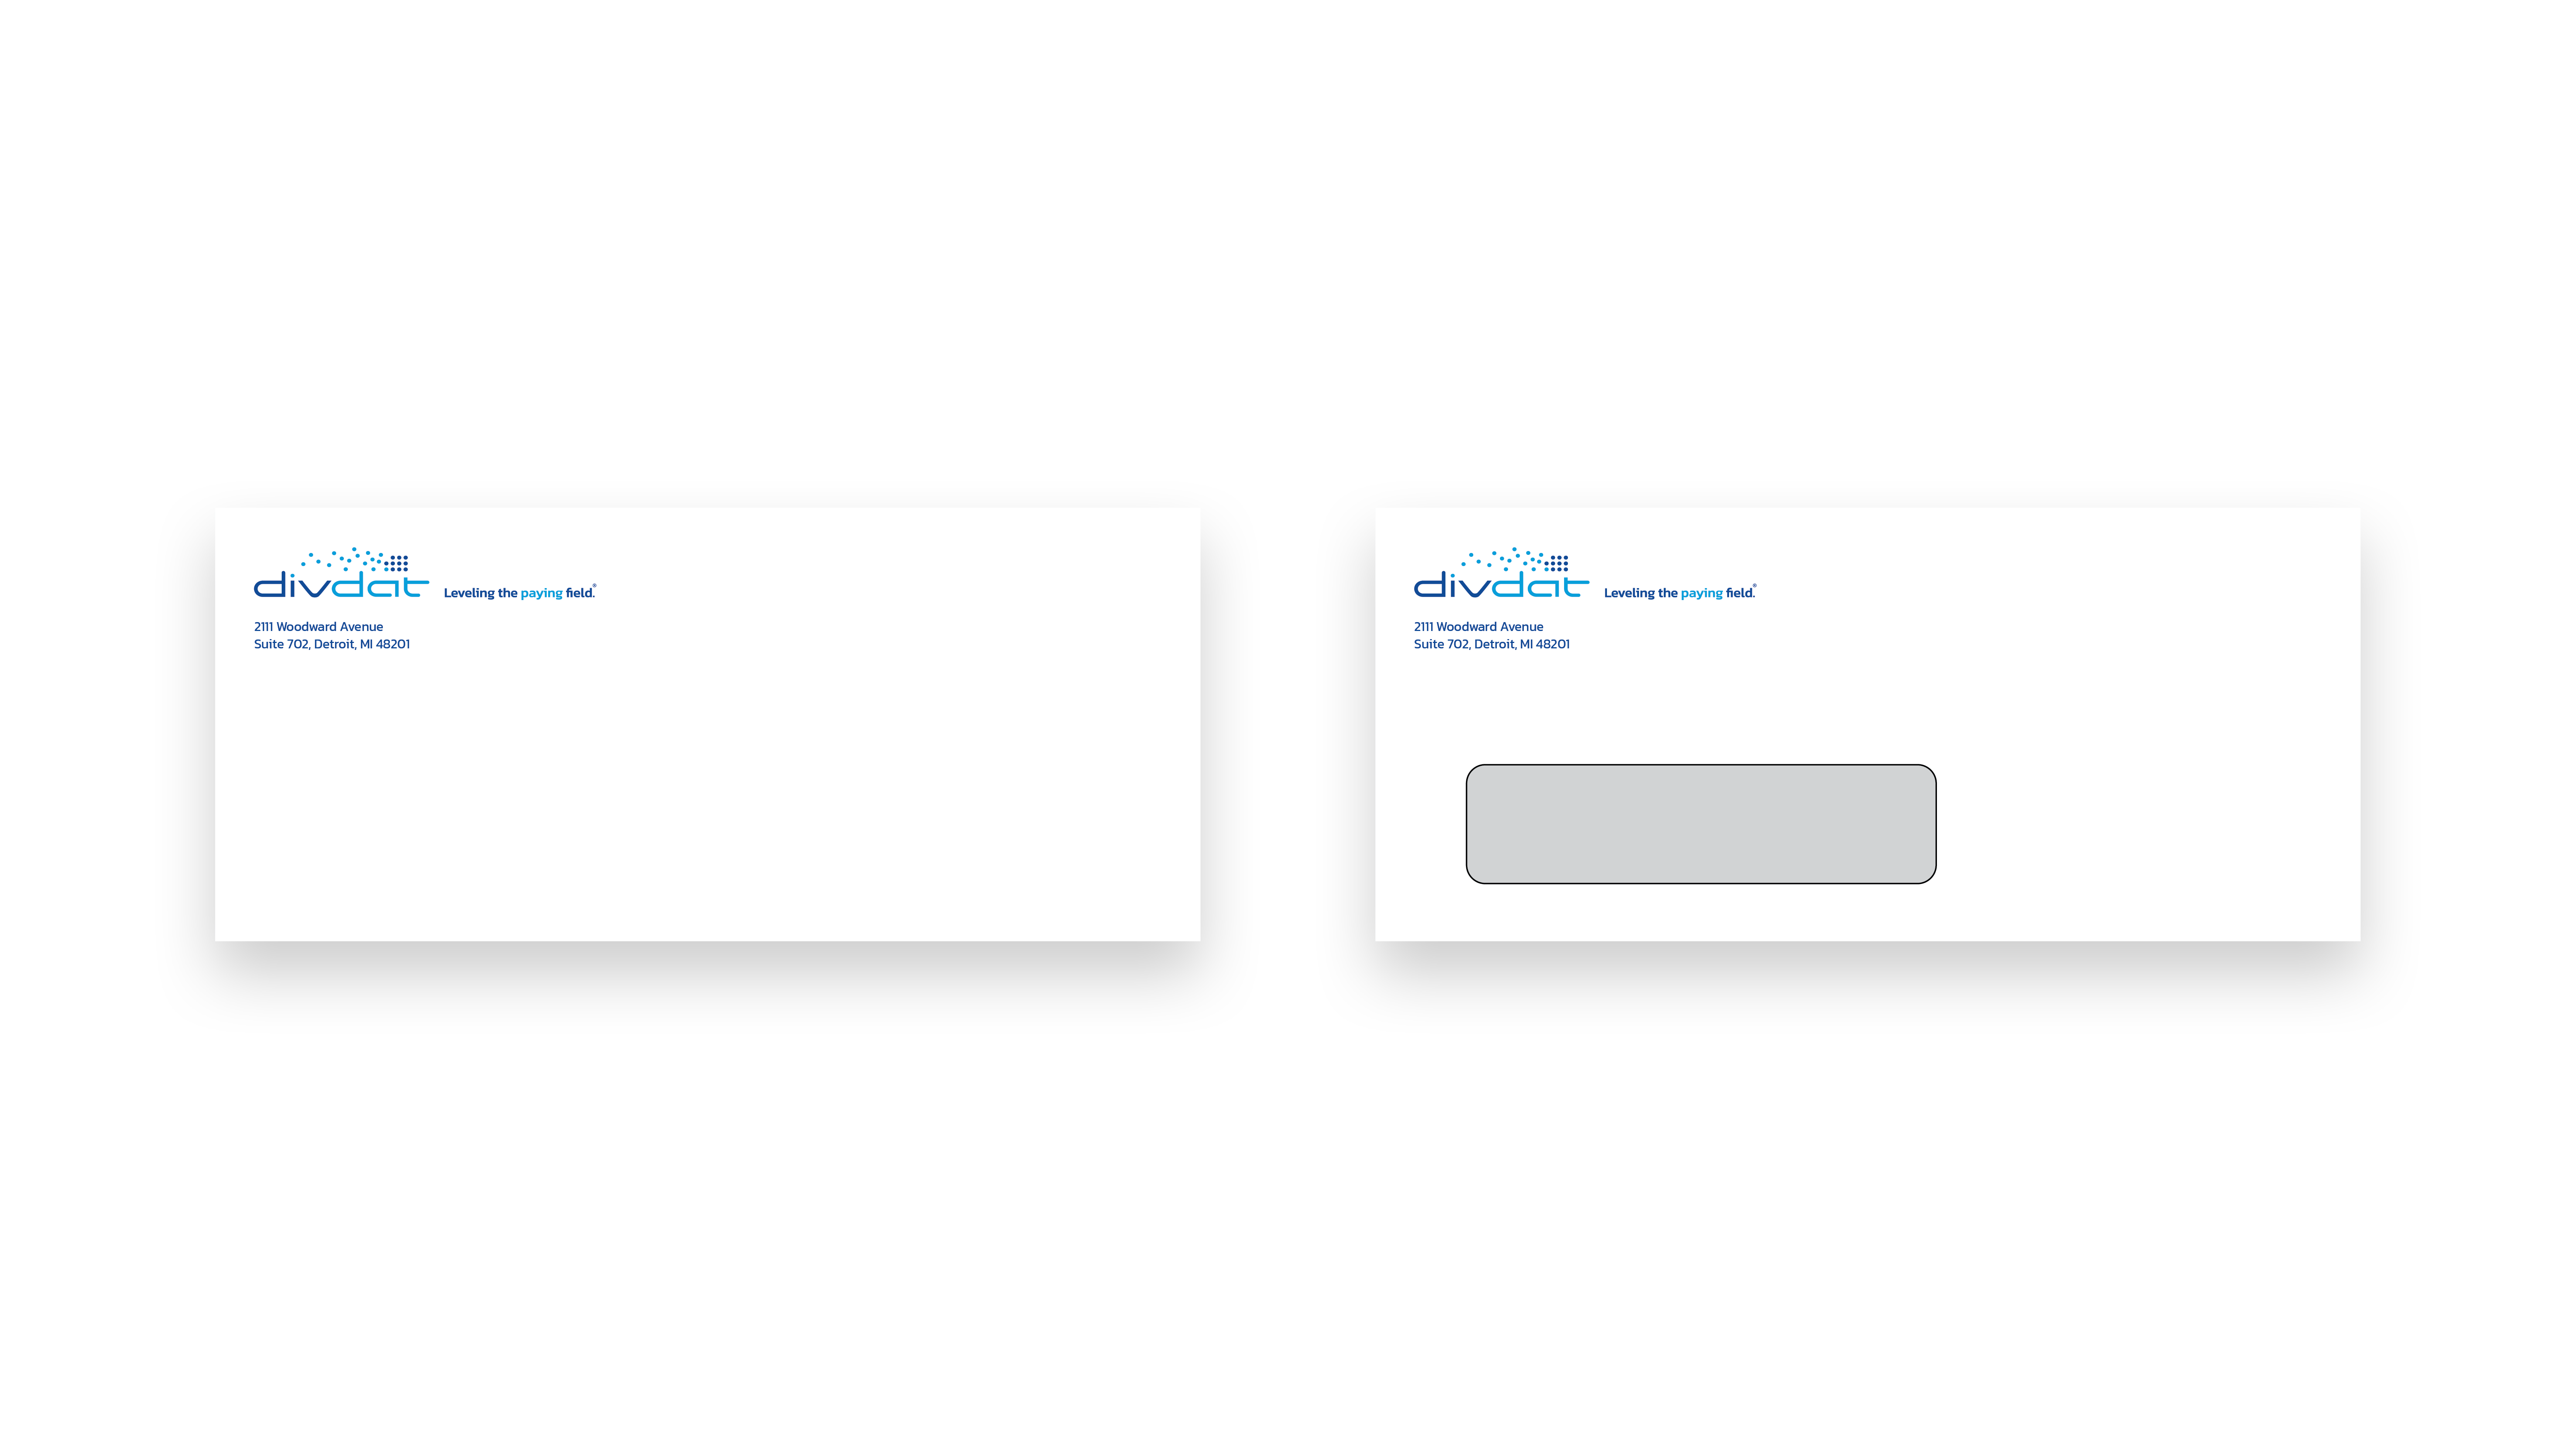 divdat Leveling the paying field.®
2111 Woodward Avenue
Suite 702, Detroit, MI 48201
divdat Leveling the paying field.®
2111 Woodward Avenue
Suite 702, Detroit, MI 48201